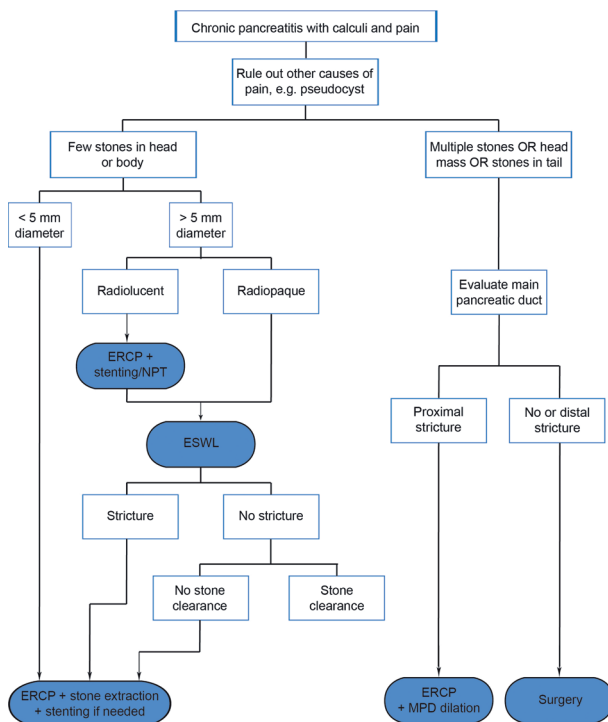 Chronic pancreatitis with calculi and pain
Rule out other causes of
pain, e.g. pseudocyst
Few stones in head
or body
Multiple stones OR head
mass OR stones in tail
< 5 mm
diameter
> 5 mm
diameter
Radiolucent
Radiopaque
Evaluate main
pancreatic duct
ERCP +
stenting/NPT
Proximal
stricture
No or distal
stricture
ESWL
Stricture
No stricture
No stone
clearance
Stone
clearance
ERCP + stone extraction
+ stenting if needed
ERCP
+ MPD dilation
Surgery